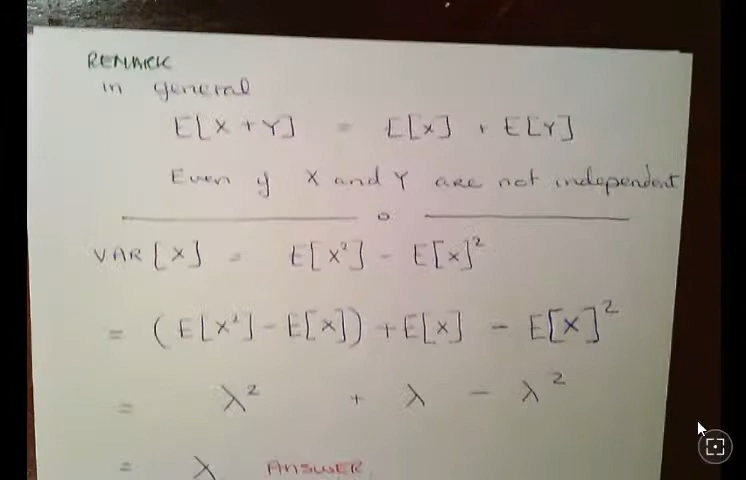 REMARK
in general
E[X + Y] = E[X] + E[Y]
Even if X and Y are not independent
VAR [X] = E[X²] - E[X]²
= (E[X²] - E[X]) + E[X] - E[X]²
= λ² + λ - λ²
= λ ANSWER